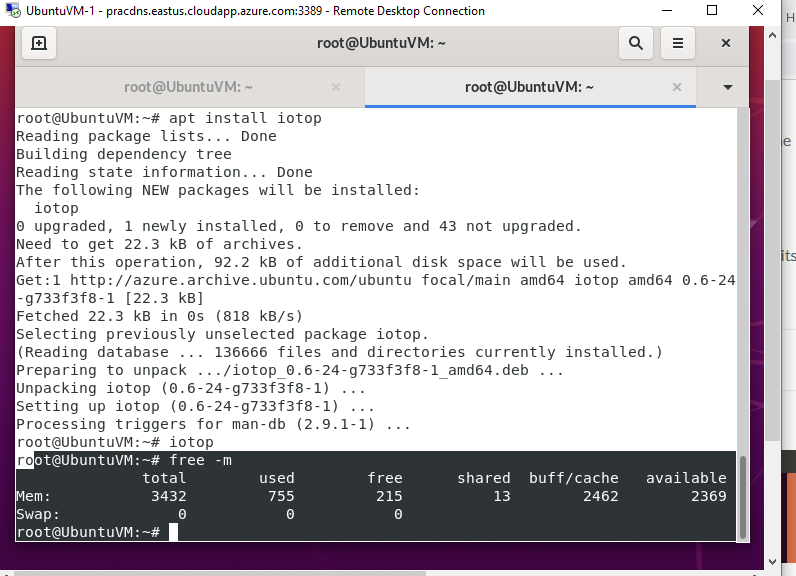 UbuntuVM-1 - pracdns.eastus.cloudapp.azure.com:3389 - Remote Desktop Connection
root@UbuntuVM: ~
root@UbuntuVM: ~ root@UbuntuVM: ~
root@UbuntuVM:~# apt install iotop
Reading package lists... Done
Building dependency tree
Reading state information... Done
The following NEW packages will be installed:
  iotop
0 upgraded, 1 newly installed, 0 to remove and 43 not upgraded.
Need to get 22.3 kB of archives.
After this operation, 92.2 kB of additional disk space will be used.
Get:1 http://azure.archive.ubuntu.com/ubuntu focal/main amd64 iotop amd64 0.6-24
-g733f3f8-1 [22.3 kB]
Fetched 22.3 kB in 0s (818 kB/s)
Selecting previously unselected package iotop.
(Reading database ... 136666 files and directories currently installed.)
Preparing to unpack .../iotop_0.6-24-g733f3f8-1_amd64.deb ...
Unpacking iotop (0.6-24-g733f3f8-1) ...
Setting up iotop (0.6-24-g733f3f8-1) ...
Processing triggers for man-db (2.9.1-1) ...
root@UbuntuVM:~# iotop
root@UbuntuVM:~# free -m
              total        used        free      shared  buff/cache   available
Mem:           3432         755         215          13        2462        2369
Swap:             0           0           0
root@UbuntuVM:~#